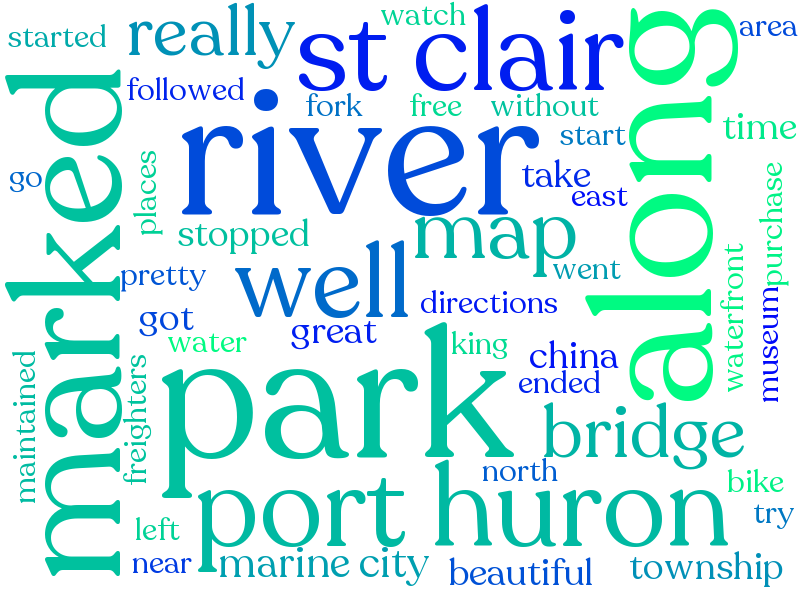 watch
started
really
st clair
area
followed
fork
free
without
along
marked
river
start
time
go
places
take
east
purchase
stopped
map
went
pretty
well
waterfront
museum
directions
got
great
water
king
china
maintained
freighters
park
ended
bridge
north
port huron
bike
try
left
near
marine city
beautiful
township